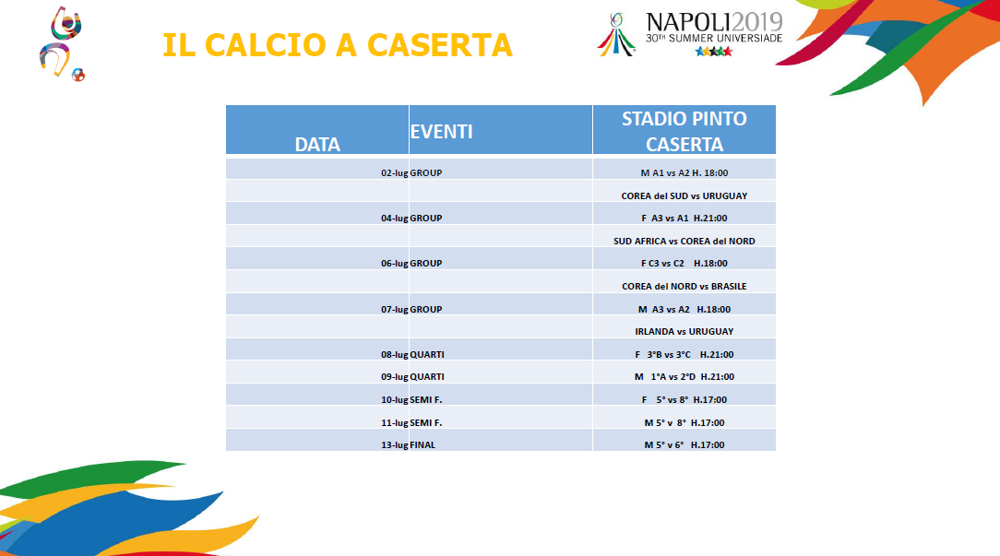 IL CALCIO A CASERTA
NAPOLI2019
30TH SUMMER UNIVERSIADE
DATA EVENTI STADIO PINTO CASERTA
02-lug GROUP M A1 vs A2 H. 18:00
COREA del SUD vs URUGUAY
04-lug GROUP F A3 vs A1 H.21:00
SUD AFRICA vs COREA del NORD
06-lug GROUP F C3 vs C2 H.18:00
COREA del NORD vs BRASILE
07-lug GROUP M A3 vs A2 H.18:00
IRLANDA vs URUGUAY
08-lug QUARTI F 3°B vs 3°C H.21:00
09-lug QUARTI M 1°A vs 2°D H.21:00
10-lug SEMI F. F 5° vs 8° H.17:00
11-lug SEMI F. M 5° v 8° H.17:00
13-lug FINAL M 5° v 6° H.17:00